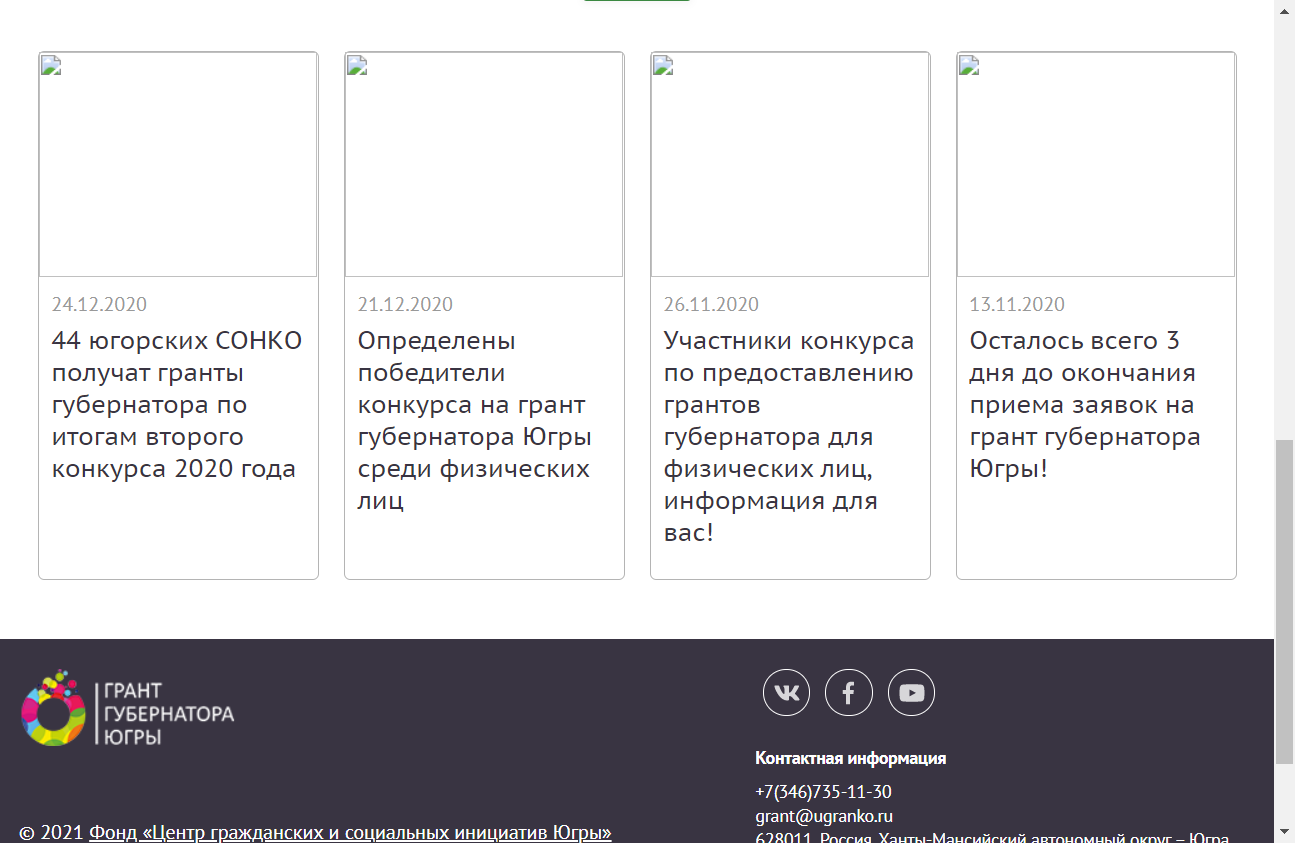 24.12.2020
44 югорских СОНКО
получат гранты
губернатора по
итогам второго
конкурса 2020 года
21.12.2020
Определены
победители
конкурса на грант
губернатора Югры
среди физических
лиц
26.11.2020
Участники конкурса
по предоставлению
грантов
губернатора для
физических лиц,
информация для
вас!
13.11.2020
Осталось всего 3
дня до окончания
приема заявок на
грант губернатора
Югры!
ГРАНТ
ГУБЕРНАТОРА
ЮГРЫ
© 2021 Фонд «Центр гражданских и социальных инициатив Югры»
Контактная информация
+7(346)735-11-30
grant@ugranko.ru
628011, Россия, Ханты-Мансийский автономный округ – Югра,